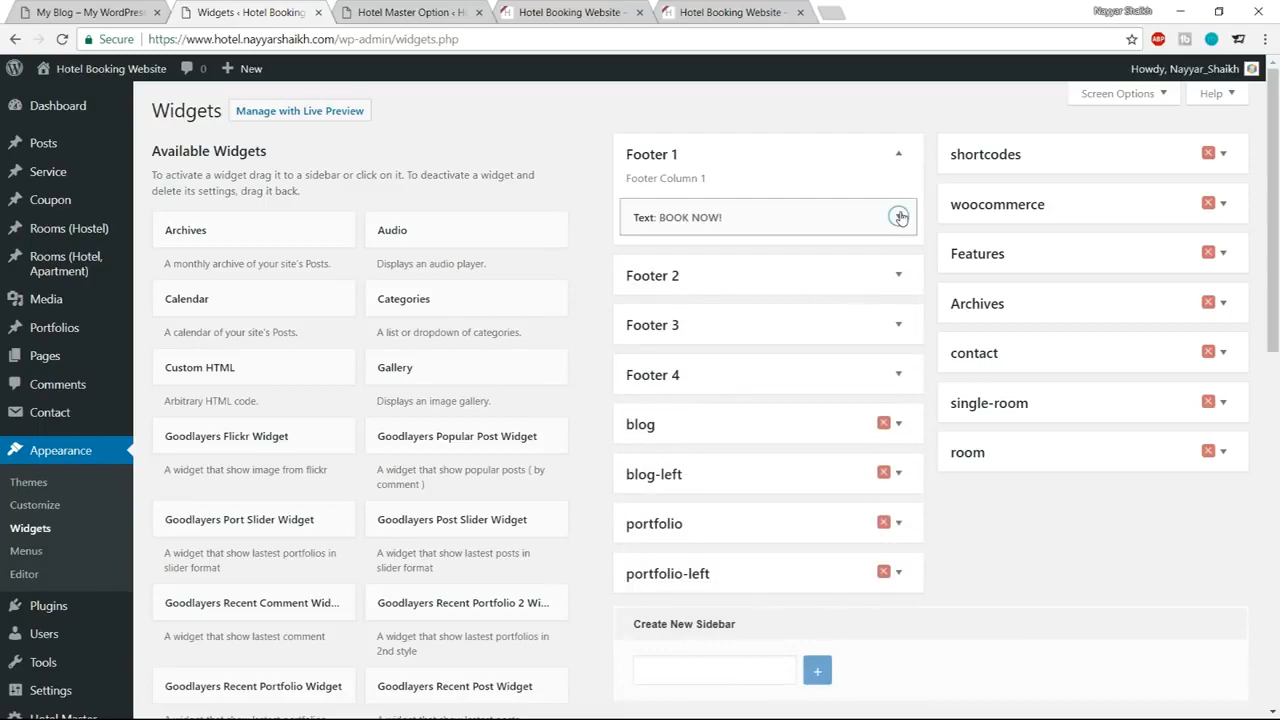 My Blog – My WordPre
Widgets ‹ Hotel Booking
Hotel Master Option ‹ H
Hotel Booking Website -
Hotel Booking Website -
Nayyar Shaikh
Secure
https://www.hotel.nayyarshaikh.com/wp-admin/widgets.php
ABP
Hotel Booking Website
0
New
Howdy, Nayyar_Shaikh
Dashboard
Posts
Service
Coupon
Rooms (Hostel)
Rooms (Hotel,
Apartment)
Media
Portfolios
Pages
Comments
Contact
Appearance
Themes
Customize
Widgets
Menus
Editor
Plugins
Users
Tools
Settings
Hotel Master
Widgets
Manage with Live Preview
Screen Options
Help
Available Widgets
To activate a widget drag it to a sidebar or click on it. To deactivate a widget and
delete its settings, drag it back.
Archives
A monthly archive of your site's Posts.
Audio
Displays an audio player.
Calendar
A calendar of your site's Posts.
Categories
A list or dropdown of categories.
Custom HTML
Arbitrary HTML code.
Gallery
Displays an image gallery.
Goodlayers Flickr Widget
A widget that show image from flickr
Goodlayers Popular Post Widget
A widget that show popular posts ( by
comment )
Goodlayers Port Slider Widget
A widget that show lastest portfolios in
slider format
Goodlayers Post Slider Widget
A widget that show lastest posts in
slider format
Goodlayers Recent Comment Wid...
A widget that show lastest comment
Goodlayers Recent Portfolio 2 Wi...
A widget that show lastest portfolios in
2nd style
Goodlayers Recent Portfolio Widget
Goodlayers Recent Post Widget
Footer 1
Footer Column 1
Text: BOOK NOW!
Footer 2
Footer 3
Footer 4
blog
blog-left
portfolio
portfolio-left
shortcodes
woocommerce
Features
Archives
contact
single-room
room
Create New Sidebar
+